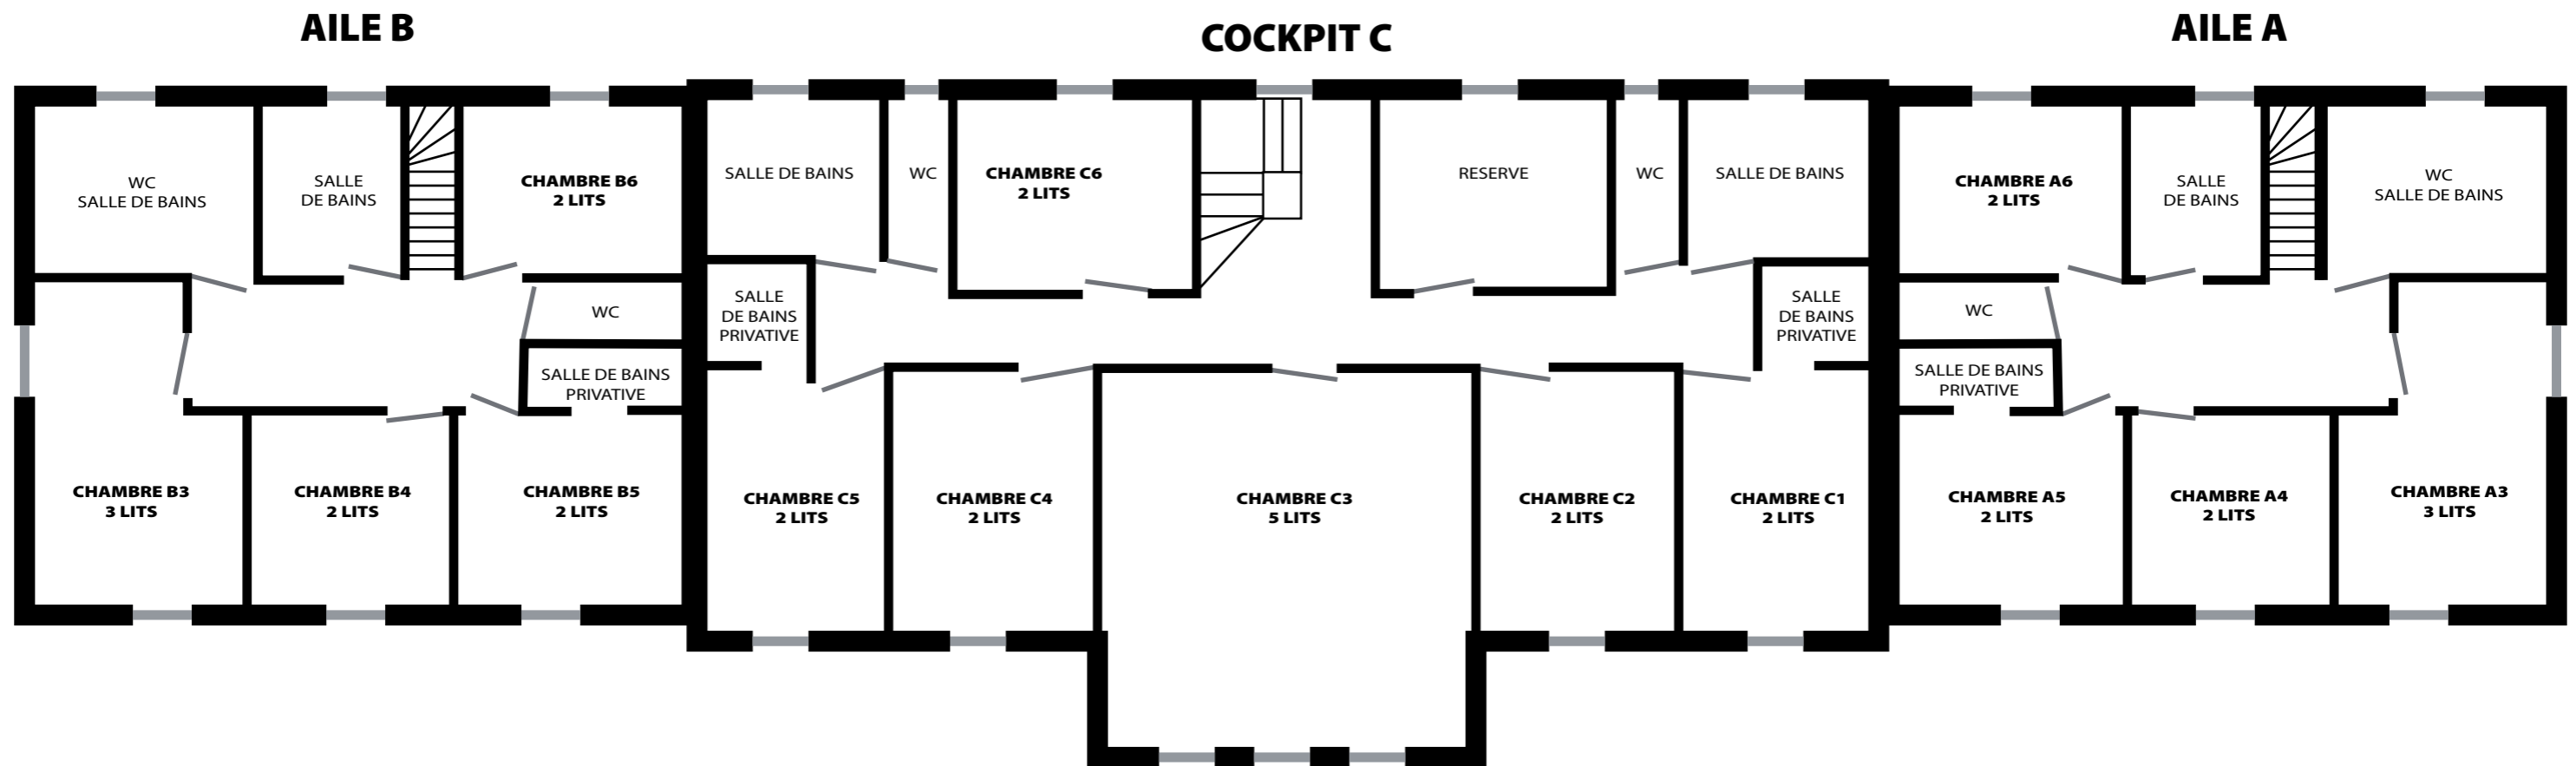 AILE B
COCKPIT C
AILE A
WC
SALLE DE BAINS
SALLE
DE BAINS
CHAMBRE B6
2 LITS
WC
SALLE DE BAINS
PRIVATIVE
CHAMBRE B3
3 LITS
CHAMBRE B4
2 LITS
CHAMBRE B5
2 LITS
SALLE DE BAINS
WC
CHAMBRE C6
2 LITS
RESERVE
WC
SALLE DE BAINS
SALLE
DE BAINS
PRIVATIVE
SALLE
DE BAINS
PRIVATIVE
CHAMBRE C5
2 LITS
CHAMBRE C4
2 LITS
CHAMBRE C3
5 LITS
CHAMBRE C2
2 LITS
CHAMBRE C1
2 LITS
CHAMBRE A6
2 LITS
SALLE
DE BAINS
WC
SALLE DE BAINS
WC
SALLE DE BAINS
PRIVATIVE
CHAMBRE A5
2 LITS
CHAMBRE A4
2 LITS
CHAMBRE A3
3 LITS